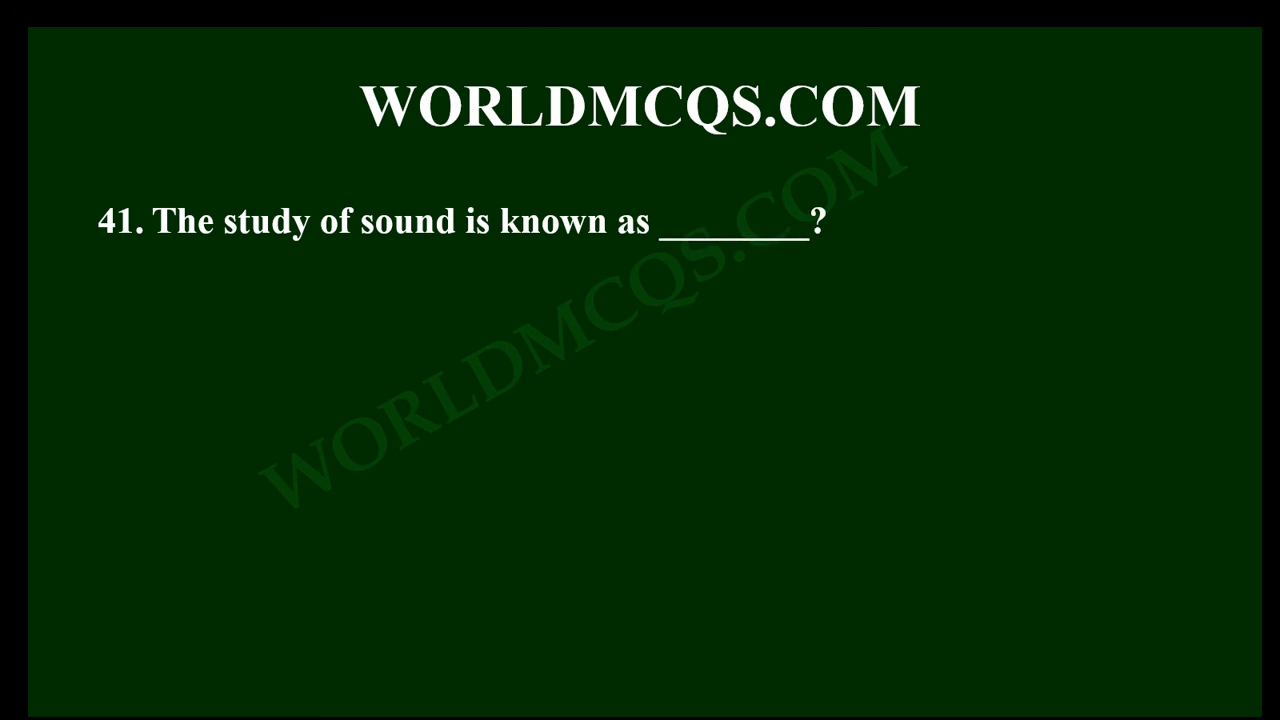 WORLDMCQS.COM
41. The study of sound is known as ________?
WORLDMCQS.COM